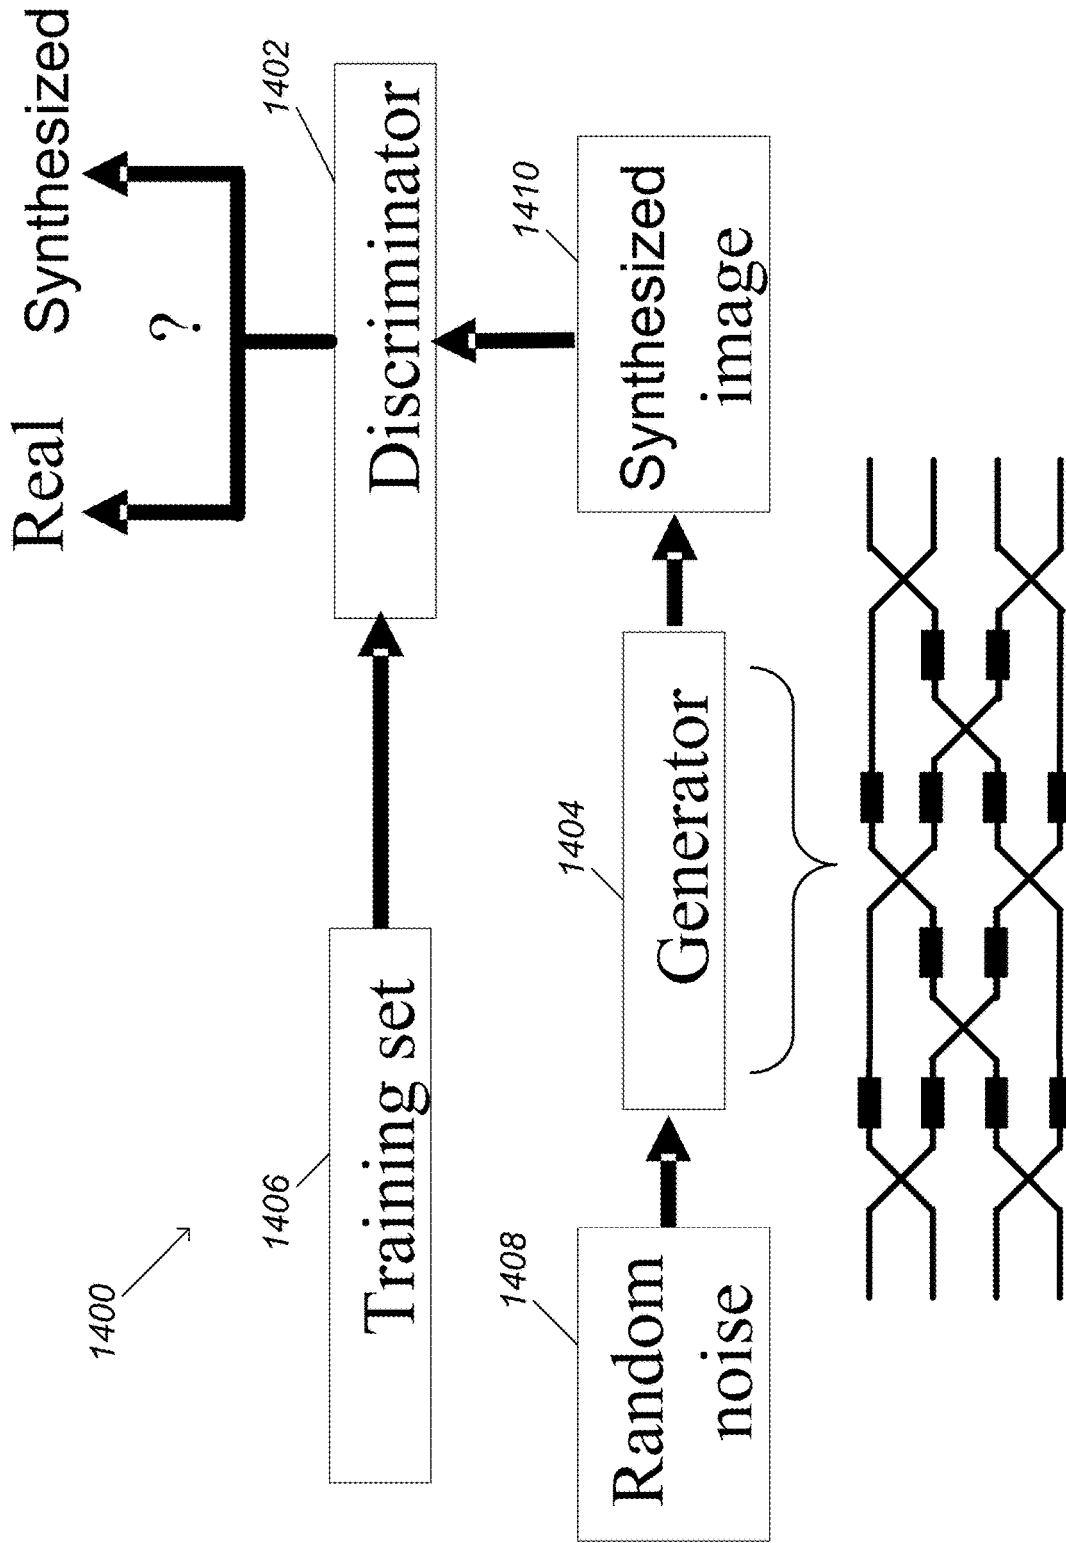 1400
Real
Synthesized
?
1406
1402
Training set
Discriminator
1408
1404
1410
Random
noise
Generator
Synthesized
image